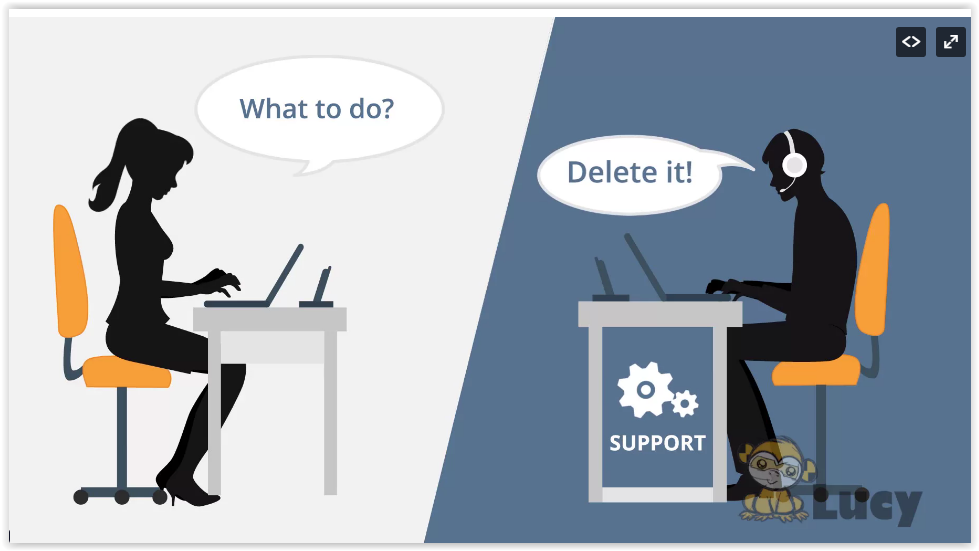 What to do?
Delete it!
SUPPORT
Lucy